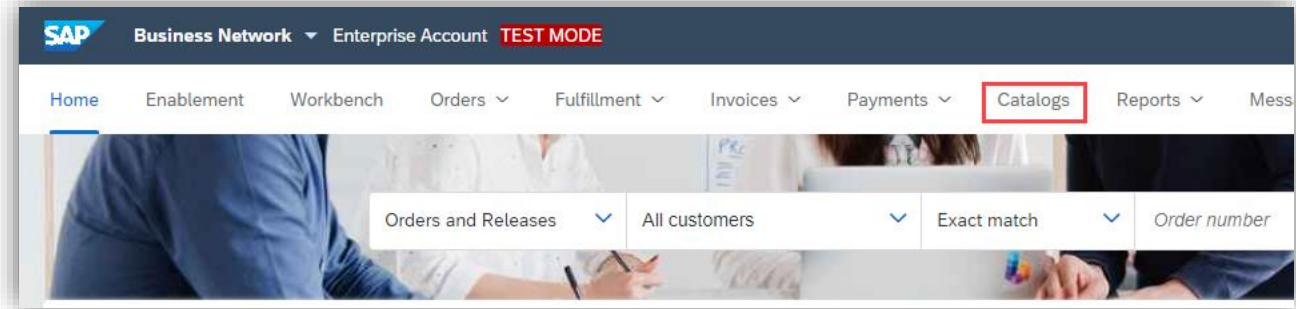 SAP Business Network Enterprise Account TEST MODE
Home Enablement Workbench Orders Fulfillment Invoices Payments Catalogs Reports Mess
Orders and Releases All customers Exact match Order number